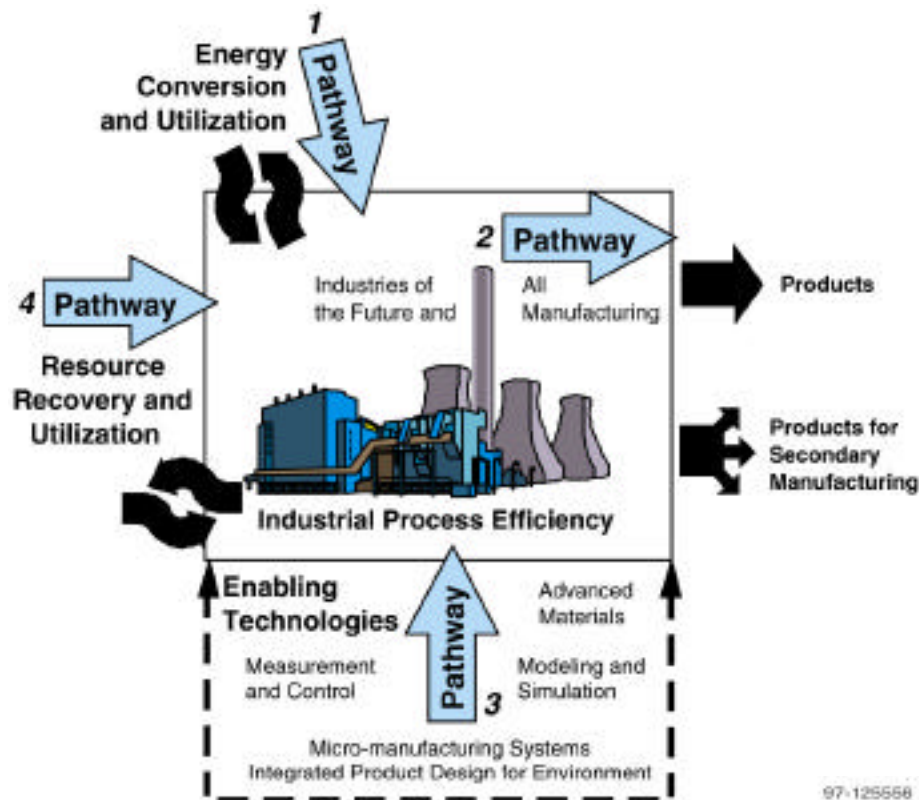 1
Energy
Conversion
and Utilization
Pathway
2
Pathway
4
Pathway
Industries of
the Future and
All
Manufacturing
Products
Resource
Recovery and
Utilization
Products for
Secondary
Manufacturing
Industrial Process Efficiency
Enabling
Technologies
Pathway
3
Advanced
Materials
Measurement
and Control
Modeling and
Simulation
Micro-manufacturing Systems
Integrated Product Design for Environment
97-125556